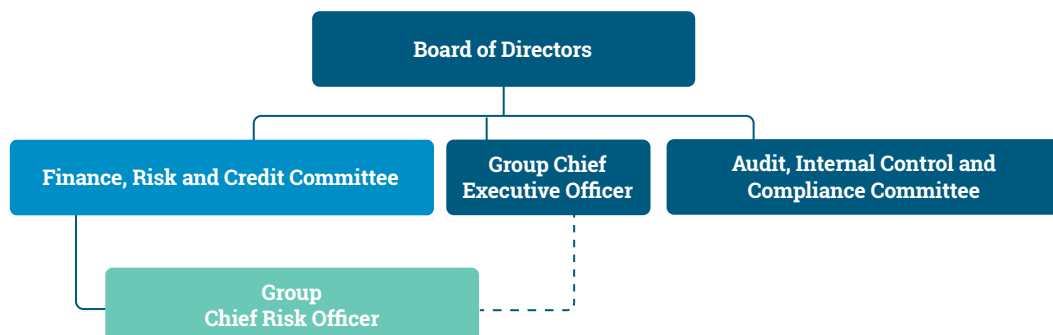 Board of Directors
Finance, Risk and Credit Committee
Group Chief
Executive Officer
Audit, Internal Control and
Compliance Committee
Group
Chief Risk Officer